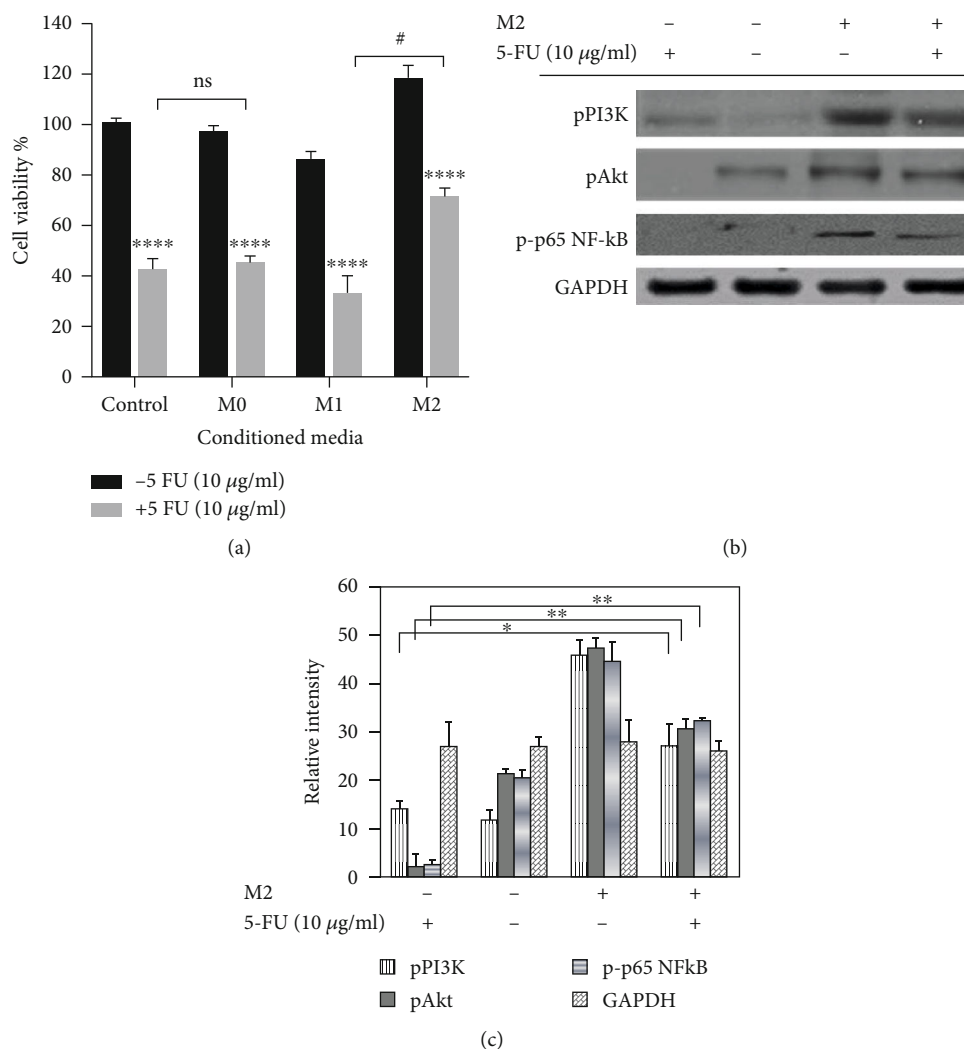 140
120
100
80
60
40
20
0
Cell viability %
ns
#
****
****
****
****
Control M0 M1 M2
Conditioned media
–5 FU (10 μg/ml)
+5 FU (10 μg/ml)
(a)
M2 – – + +
5-FU (10 μg/ml) + – – +
pPI3K
pAkt
p-p65 NF-kB
GAPDH
(b)
60
50
40
30
20
10
0
Relative intensity
**
**
*
M2 – – + +
5-FU (10 μg/ml) + – – +
pPI3K p-p65 NFkB
pAkt GAPDH
(c)